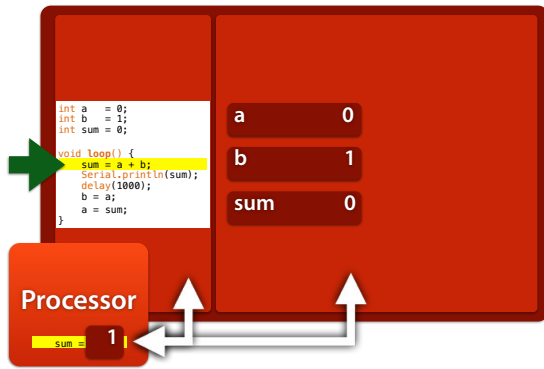 int a   = 0;
int b   = 1;
int sum = 0;
void loop() {
sum = a + b;
Serial.println(sum);
delay(1000);
b = a;
a = sum;
}
a 0
b 1
sum 0
Processor
sum = 1